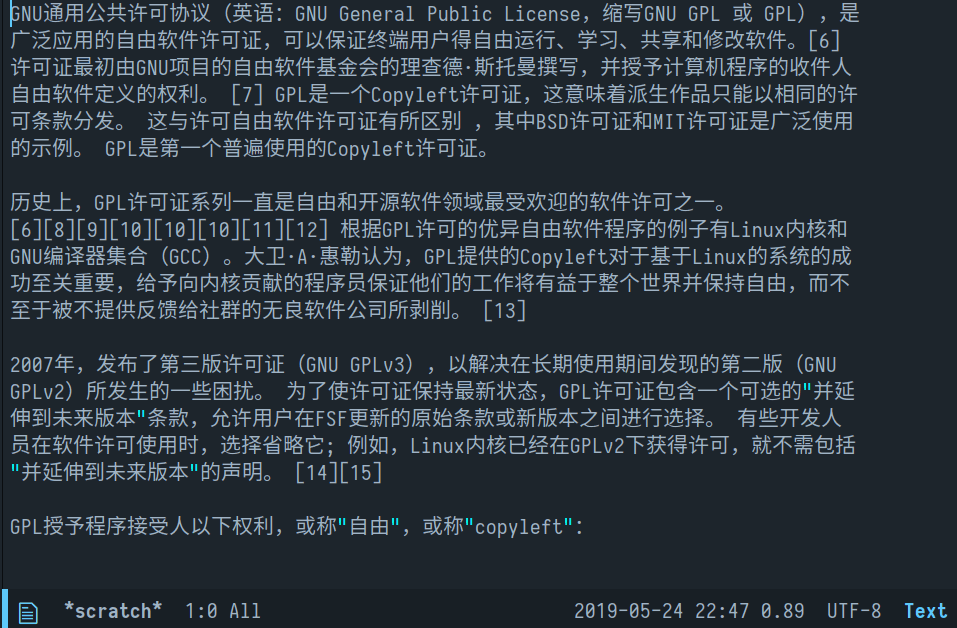 GNU通用公共许可协议（英语：GNU General Public License，缩写GNU GPL 或 GPL），是
广泛应用的自由软件许可证，可以保证终端用户得自由运行、学习、共享和修改软件。[6]
许可证最初由GNU项目的自由软件基金会的理查德·斯托曼撰写，并授予计算机程序的收件人
自由软件定义的权利。 [7] GPL是一个Copyleft许可证，这意味着派生作品只能以相同的许
可条款分发。 这与许可自由软件许可证有所区别 ，其中BSD许可证和MIT许可证是广泛使用
的示例。 GPL是第一个普遍使用的Copyleft许可证。
历史上，GPL许可证系列一直是自由和开源软件领域最受欢迎的软件许可之一。
[6][8][9][10][10][10][11][12] 根据GPL许可的优异自由软件程序的例子有Linux内核和
GNU编译器集合（GCC）。大卫·A·惠勒认为，GPL提供的Copyleft对于基于Linux的系统的成
功至关重要，给予向内核贡献的程序员保证他们的工作将有益于整个世界并保持自由，而不
至于被不提供反馈给社群的无良软件公司所剥削。 [13]
2007年，发布了第三版许可证（GNU GPLv3），以解决在长期使用期间发现的第二版（GNU
GPLv2）所发生的一些困扰。 为了使许可证保持最新状态，GPL许可证包含一个可选的"并延
伸到未来版本"条款，允许用户在FSF更新的原始条款或新版本之间进行选择。 有些开发人
员在软件许可使用时，选择省略它；例如，Linux内核已经在GPLv2下获得许可，就不需包括
"并延伸到未来版本"的声明。 [14][15]
GPL授予程序接受人以下权利，或称"自由"，或称"copyleft"：
*scratch* 1:0 All 2019-05-24 22:47 0.89 UTF-8 Text